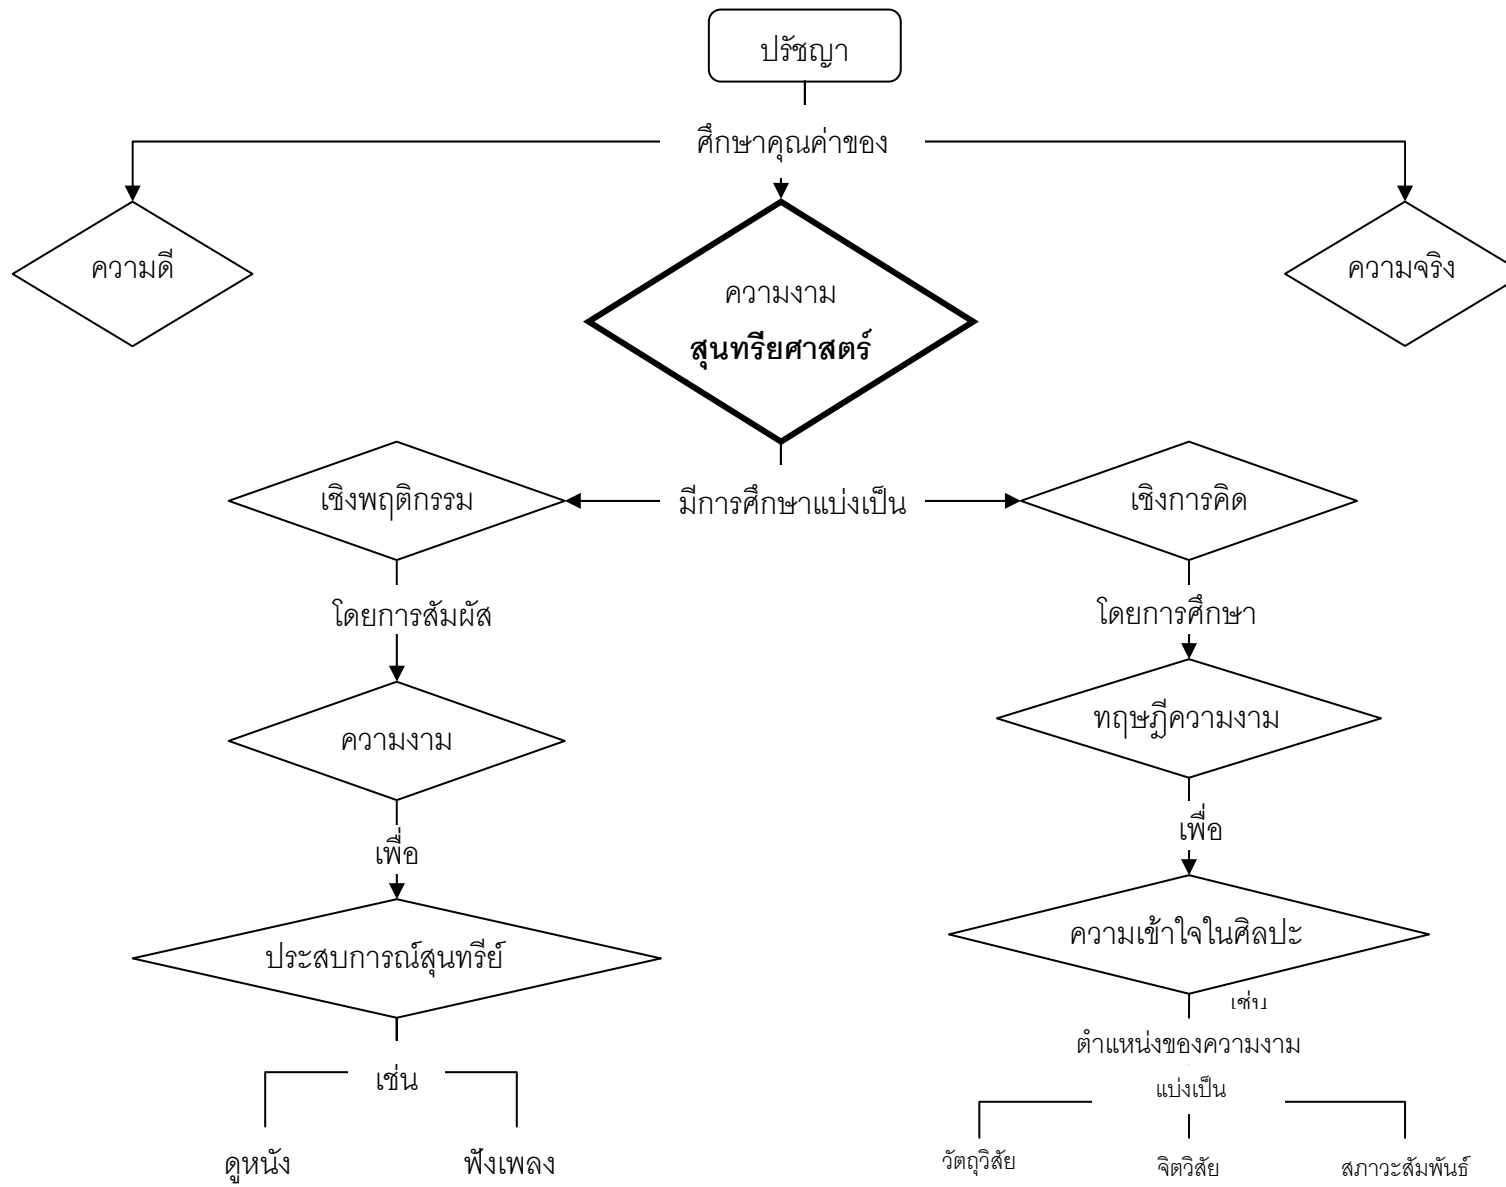 ปรัชญา
ศึกษาคุณค่าของ
ความดี
ความงาม
สุนทรียศาสตร์
ความจริง
เชิงพฤติกรรม
มีการศึกษาแบ่งเป็น
เชิงการคิด
โดยการสัมผัส
โดยการศึกษา
ความงาม
ทฤษฎีความงาม
เพื่อ
เพื่อ
ประสบการณ์สุนทรีย์
ความเข้าใจในศิลปะ
เช่น
ตำแหน่งของความงาม
เช่น
แบ่งเป็น
ดูหนัง
ฟังเพลง
วัตถุวิสัย
จิตวิสัย
สภาวะสัมพันธ์